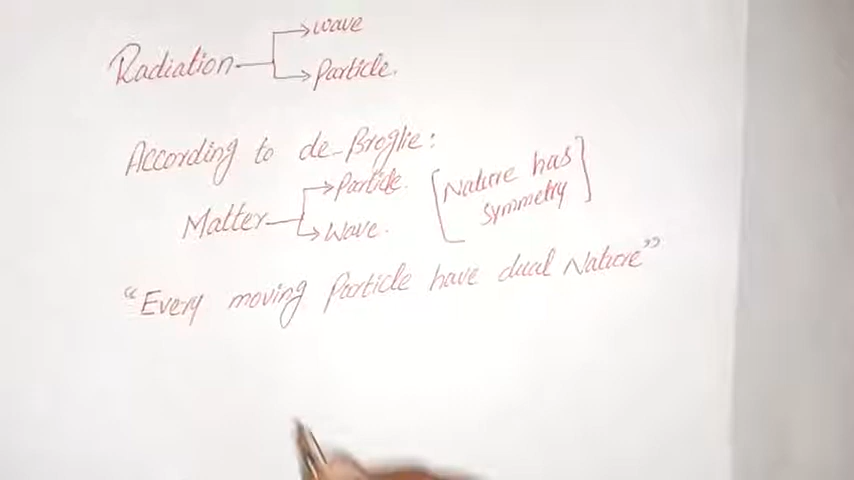 Radiation → wave
→ Particle.
According to de-Broglie:
Matter → Particle.
→ Wave.
[Nature has
symmetry]
"Every moving Particle have dual Nature"